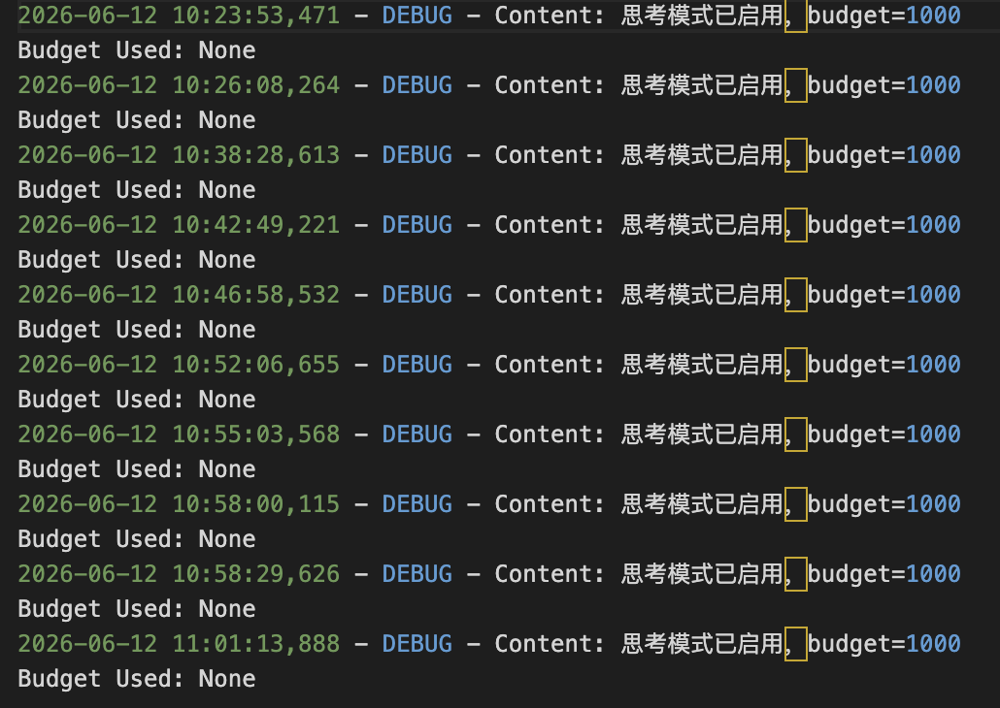 2026-06-12 10:23:53,471 - DEBUG - Content: 思考模式已启用，budget=1000
Budget Used: None
2026-06-12 10:26:08,264 - DEBUG - Content: 思考模式已启用，budget=1000
Budget Used: None
2026-06-12 10:38:28,613 - DEBUG - Content: 思考模式已启用，budget=1000
Budget Used: None
2026-06-12 10:42:49,221 - DEBUG - Content: 思考模式已启用，budget=1000
Budget Used: None
2026-06-12 10:46:58,532 - DEBUG - Content: 思考模式已启用，budget=1000
Budget Used: None
2026-06-12 10:52:06,655 - DEBUG - Content: 思考模式已启用，budget=1000
Budget Used: None
2026-06-12 10:55:03,568 - DEBUG - Content: 思考模式已启用，budget=1000
Budget Used: None
2026-06-12 10:58:00,115 - DEBUG - Content: 思考模式已启用，budget=1000
Budget Used: None
2026-06-12 10:58:29,626 - DEBUG - Content: 思考模式已启用，budget=1000
Budget Used: None
2026-06-12 11:01:13,888 - DEBUG - Content: 思考模式已启用，budget=1000
Budget Used: None